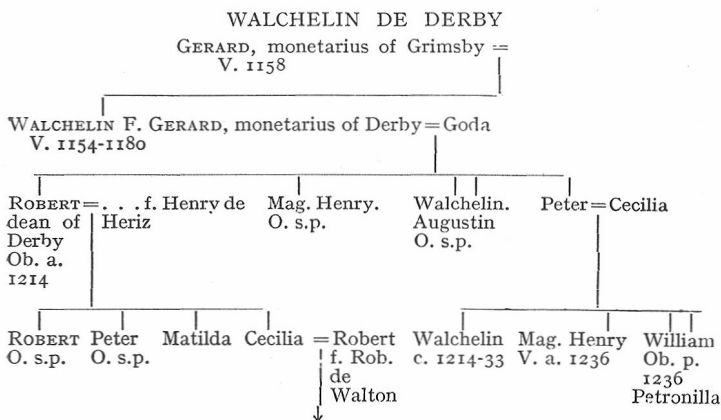 WALCHELIN DE DERBY
GERARD, monetarius of Grimsby =
V. 1158
WALCHELIN F. GERARD, monetarius of Derby=Goda
V. 1154-1180
ROBERT=. . . f. Henry de Mag. Henry. Walchelin. Peter=Cecilia
dean of Heriz O. s.p. Augustin
Derby O. s.p.
Ob. a.
1214
ROBERT Peter Matilda Cecilia =Robert Walchelin Mag. Henry William
O. s.p. O. s.p. f. Rob. c. 1214-33 V. a. 1236 Ob. p.
de 1236
Walton Petronilla